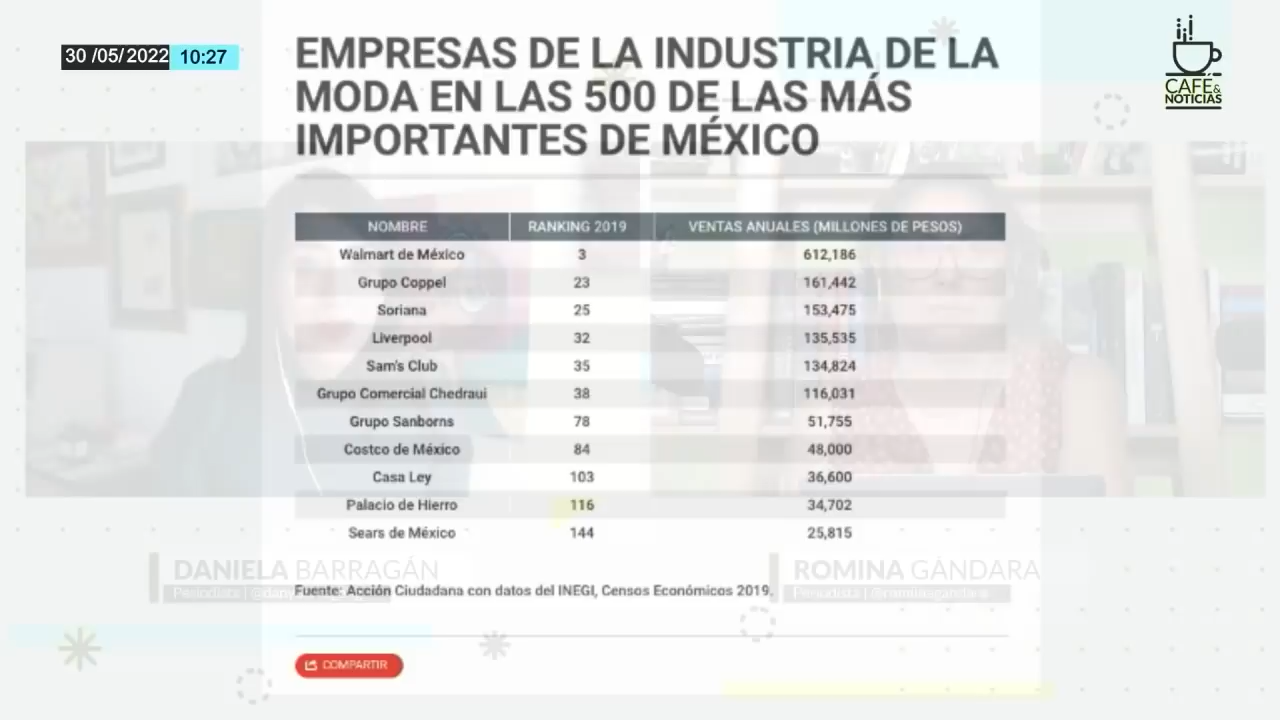 30 /05/2022 10:27
CAFÉ&
NOTICIAS
EMPRESAS DE LA INDUSTRIA DE LA
MODA EN LAS 500 DE LAS MÁS
IMPORTANTES DE MÉXICO
NOMBRE RANKING 2019 VENTAS ANUALES (MILLONES DE PESOS)
Walmart de México 3 612,186
Grupo Coppel 23 161,442
Soriana 25 153,475
Liverpool 32 135,535
Sam's Club 35 134,824
Grupo Comercial Chedraui 38 116,031
Grupo Sanborns 78 51,755
Costco de México 84 48,000
Casa Ley 103 36,600
Palacio de Hierro 116 34,702
Sears de México 144 25,815
DANIELA BARRAGÁN ROMINA GÁNDARA
Periodista Periodista | @rominagandara
Fuente: Acción Ciudadana con datos del INEGI, Censos Económicos 2019.
COMPARTIR